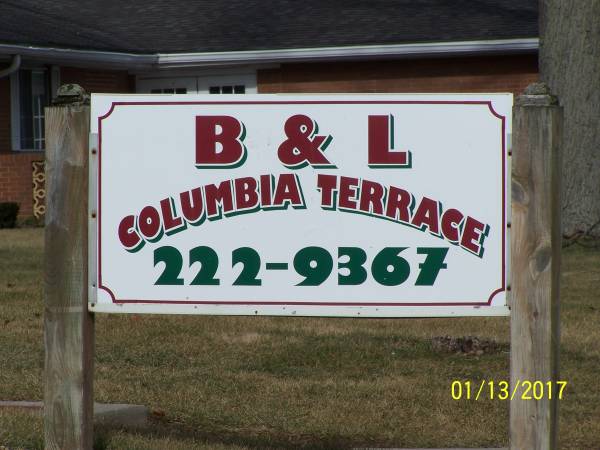 B & L
COLUMBIA TERRACE
222-9367
01/13/2017